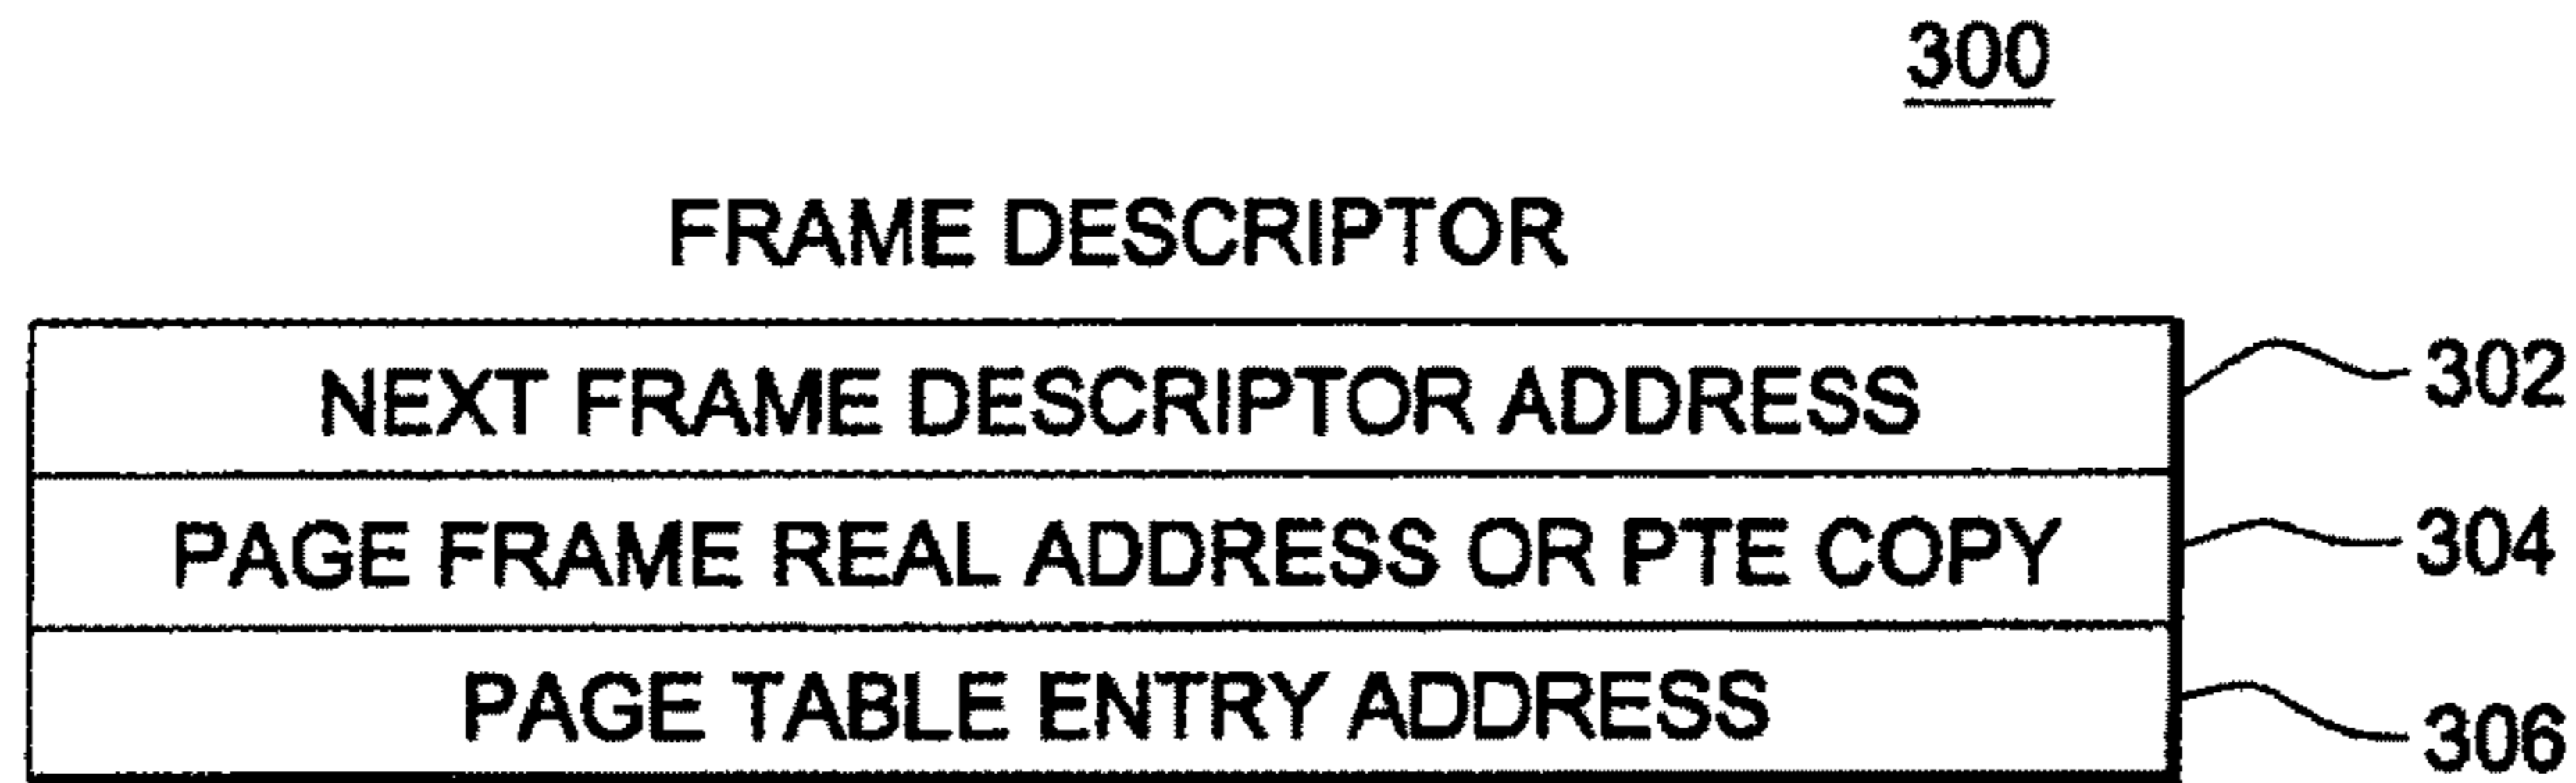 300
FRAME DESCRIPTOR
NEXT FRAME DESCRIPTOR ADDRESS 302
PAGE FRAME REAL ADDRESS OR PTE COPY 304
PAGE TABLE ENTRY ADDRESS 306